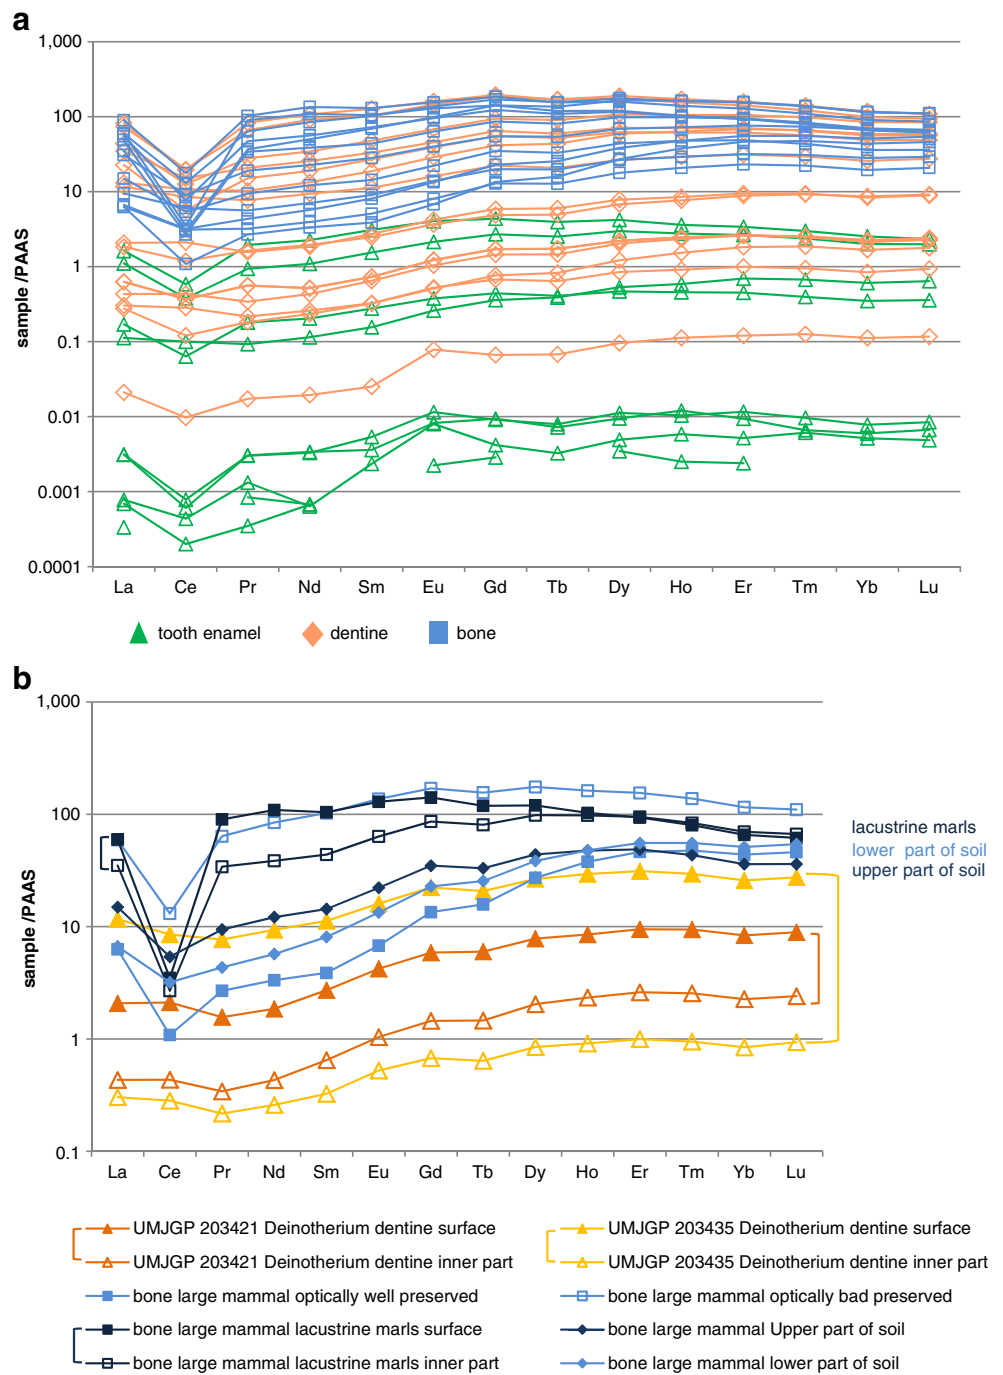 a
1,000
100
10
1
0.1
0.01
0.001
0.0001
sample /PAAS
La Ce Pr Nd Sm Eu Gd Tb Dy Ho Er Tm Yb Lu
tooth enamel dentine bone
b
1,000
100
10
1
0.1
sample /PAAS
lacustrine marls
lower part of soil
upper part of soil
La Ce Pr Nd Sm Eu Gd Tb Dy Ho Er Tm Yb Lu
UMJGP 203421 Deinotherium dentine surface UMJGP 203435 Deinotherium dentine surface
UMJGP 203421 Deinotherium dentine inner part UMJGP 203435 Deinotherium dentine inner part
bone large mammal optically well preserved bone large mammal optically bad preserved
bone large mammal lacustrine marls surface bone large mammal Upper part of soil
bone large mammal lacustrine marls inner part bone large mammal lower part of soil